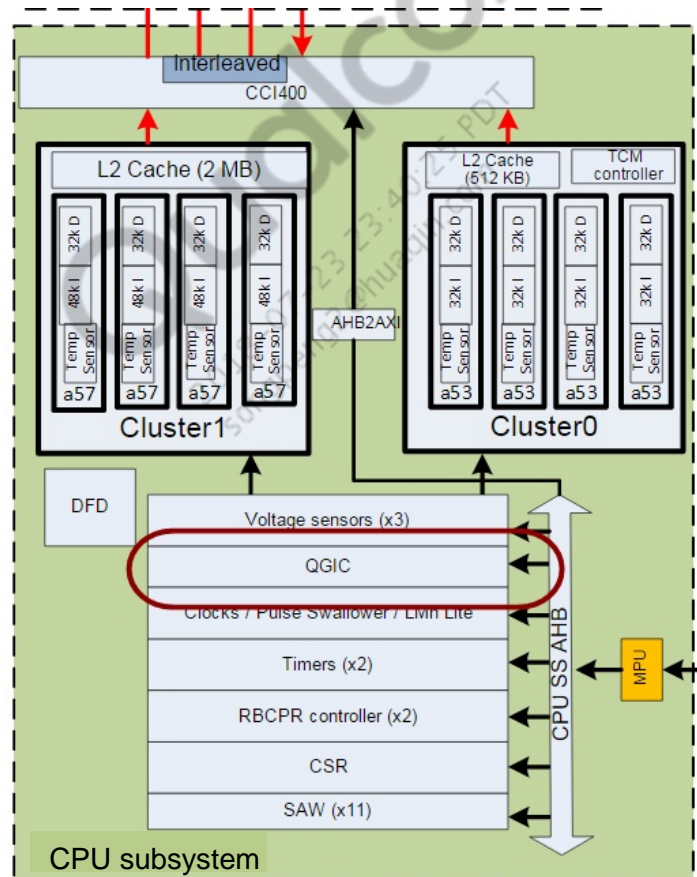 Interleaved
CCI400
L2 Cache (2 MB)
L2 Cache
(512 KB)
TCM
controller
32k D
32k D
32k D
32k D
48k I
48k I
48k I
48k I
Temp
Sensor
Temp
Sensor
Temp
Sensor
Temp
Sensor
a57
a57
a57
a57
Cluster1
32k D
32k D
32k D
32k D
32k I
32k I
32k I
32k I
Temp
Sensor
Temp
Sensor
Temp
Sensor
Temp
Sensor
a53
a53
a53
a53
Cluster0
AHB2AXI
DFD
Voltage sensors (x3)
QGIC
Clocks / Pulse Swallower / LMh Lite
Timers (x2)
RBCPR controller (x2)
CSR
SAW (x11)
CPU SS AHB
MPU
CPU subsystem
Qualco